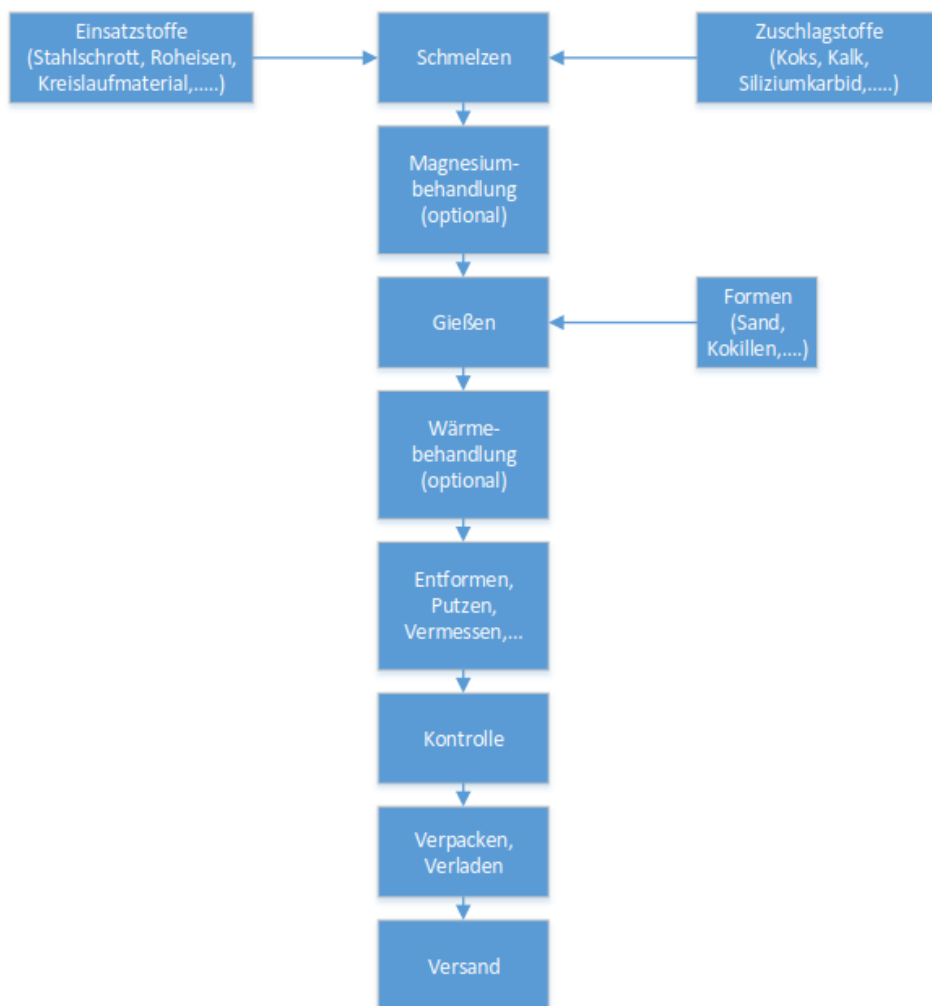 Einsatzstoffe
(Stahlschrott, Roheisen,
Kreislaufmaterial,.....)
Schmelzen
Zuschlagstoffe
(Koks, Kalk,
Siliziumkarbid,.....)
Magnesium-
behandlung
(optional)
Gießen
Formen
(Sand,
Kokillen,....)
Wärme-
behandlung
(optional)
Entformen,
Putzen,
Vermessen,...
Kontrolle
Verpacken,
Verladen
Versand